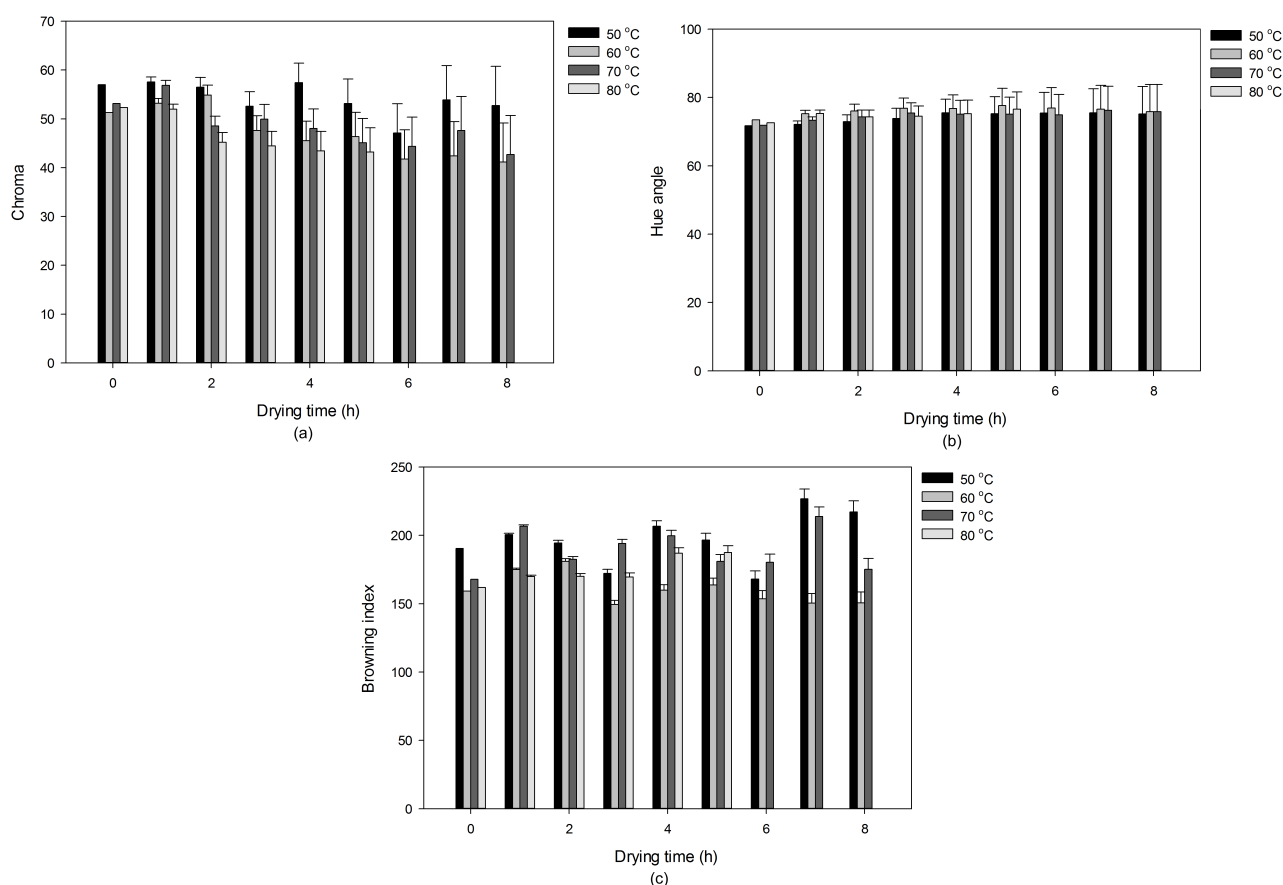 70
60
50
40
30
20
10
0
Chroma
0 2 4 6 8
Drying time (h)
(a)
50 °C
60 °C
70 °C
80 °C
100
80
60
40
20
0
Hue angle
0 2 4 6 8
Drying time (h)
(b)
50 °C
60 °C
70 °C
80 °C
250
200
150
100
50
0
Browning index
0 2 4 6 8
Drying time (h)
(c)
50 °C
60 °C
70 °C
80 °C